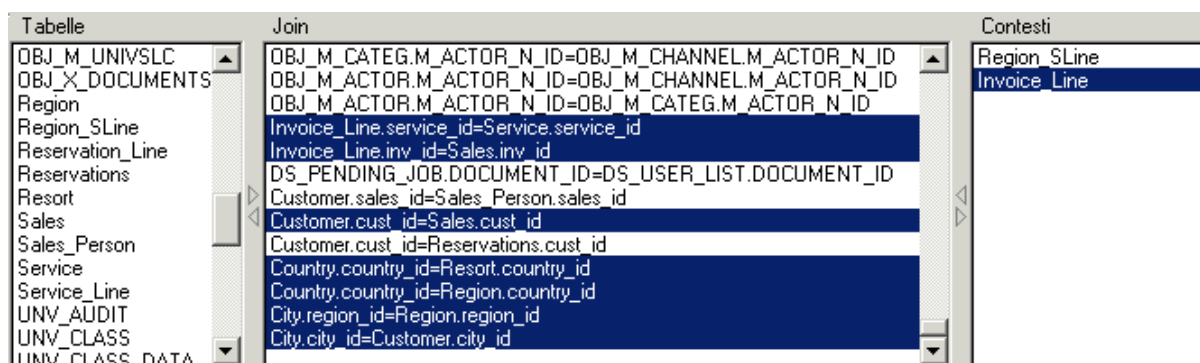 Tabelle
Join
Contesti
OBJ_M_UNIVSLC
OBJ_X_DOCUMENTS
Region
Region_SLine
Reservation_Line
Reservations
Resort
Sales
Sales_Person
Service
Service_Line
UNV_AUDIT
UNV_CLASS
UNV_CLASS_DATA
OBJ_M_CATEG.M_ACTOR_N_ID=OBJ_M_CHANNEL.M_ACTOR_N_ID
OBJ_M_ACTOR.M_ACTOR_N_ID=OBJ_M_CHANNEL.M_ACTOR_N_ID
OBJ_M_ACTOR.M_ACTOR_N_ID=OBJ_M_CATEG.M_ACTOR_N_ID
Invoice_Line.service_id=Service.service_id
Invoice_Line.inv_id=Sales.inv_id
DS_PENDING_JOB.DOCUMENT_ID=DS_USER_LIST.DOCUMENT_ID
Customer.sales_id=Sales_Person.sales_id
Customer.cust_id=Sales.cust_id
Customer.cust_id=Reservations.cust_id
Country.country_id=Resort.country_id
Country.country_id=Region.country_id
City.region_id=Region.region_id
City.city_id=Customer.city_id
Region_SLine
Invoice_Line